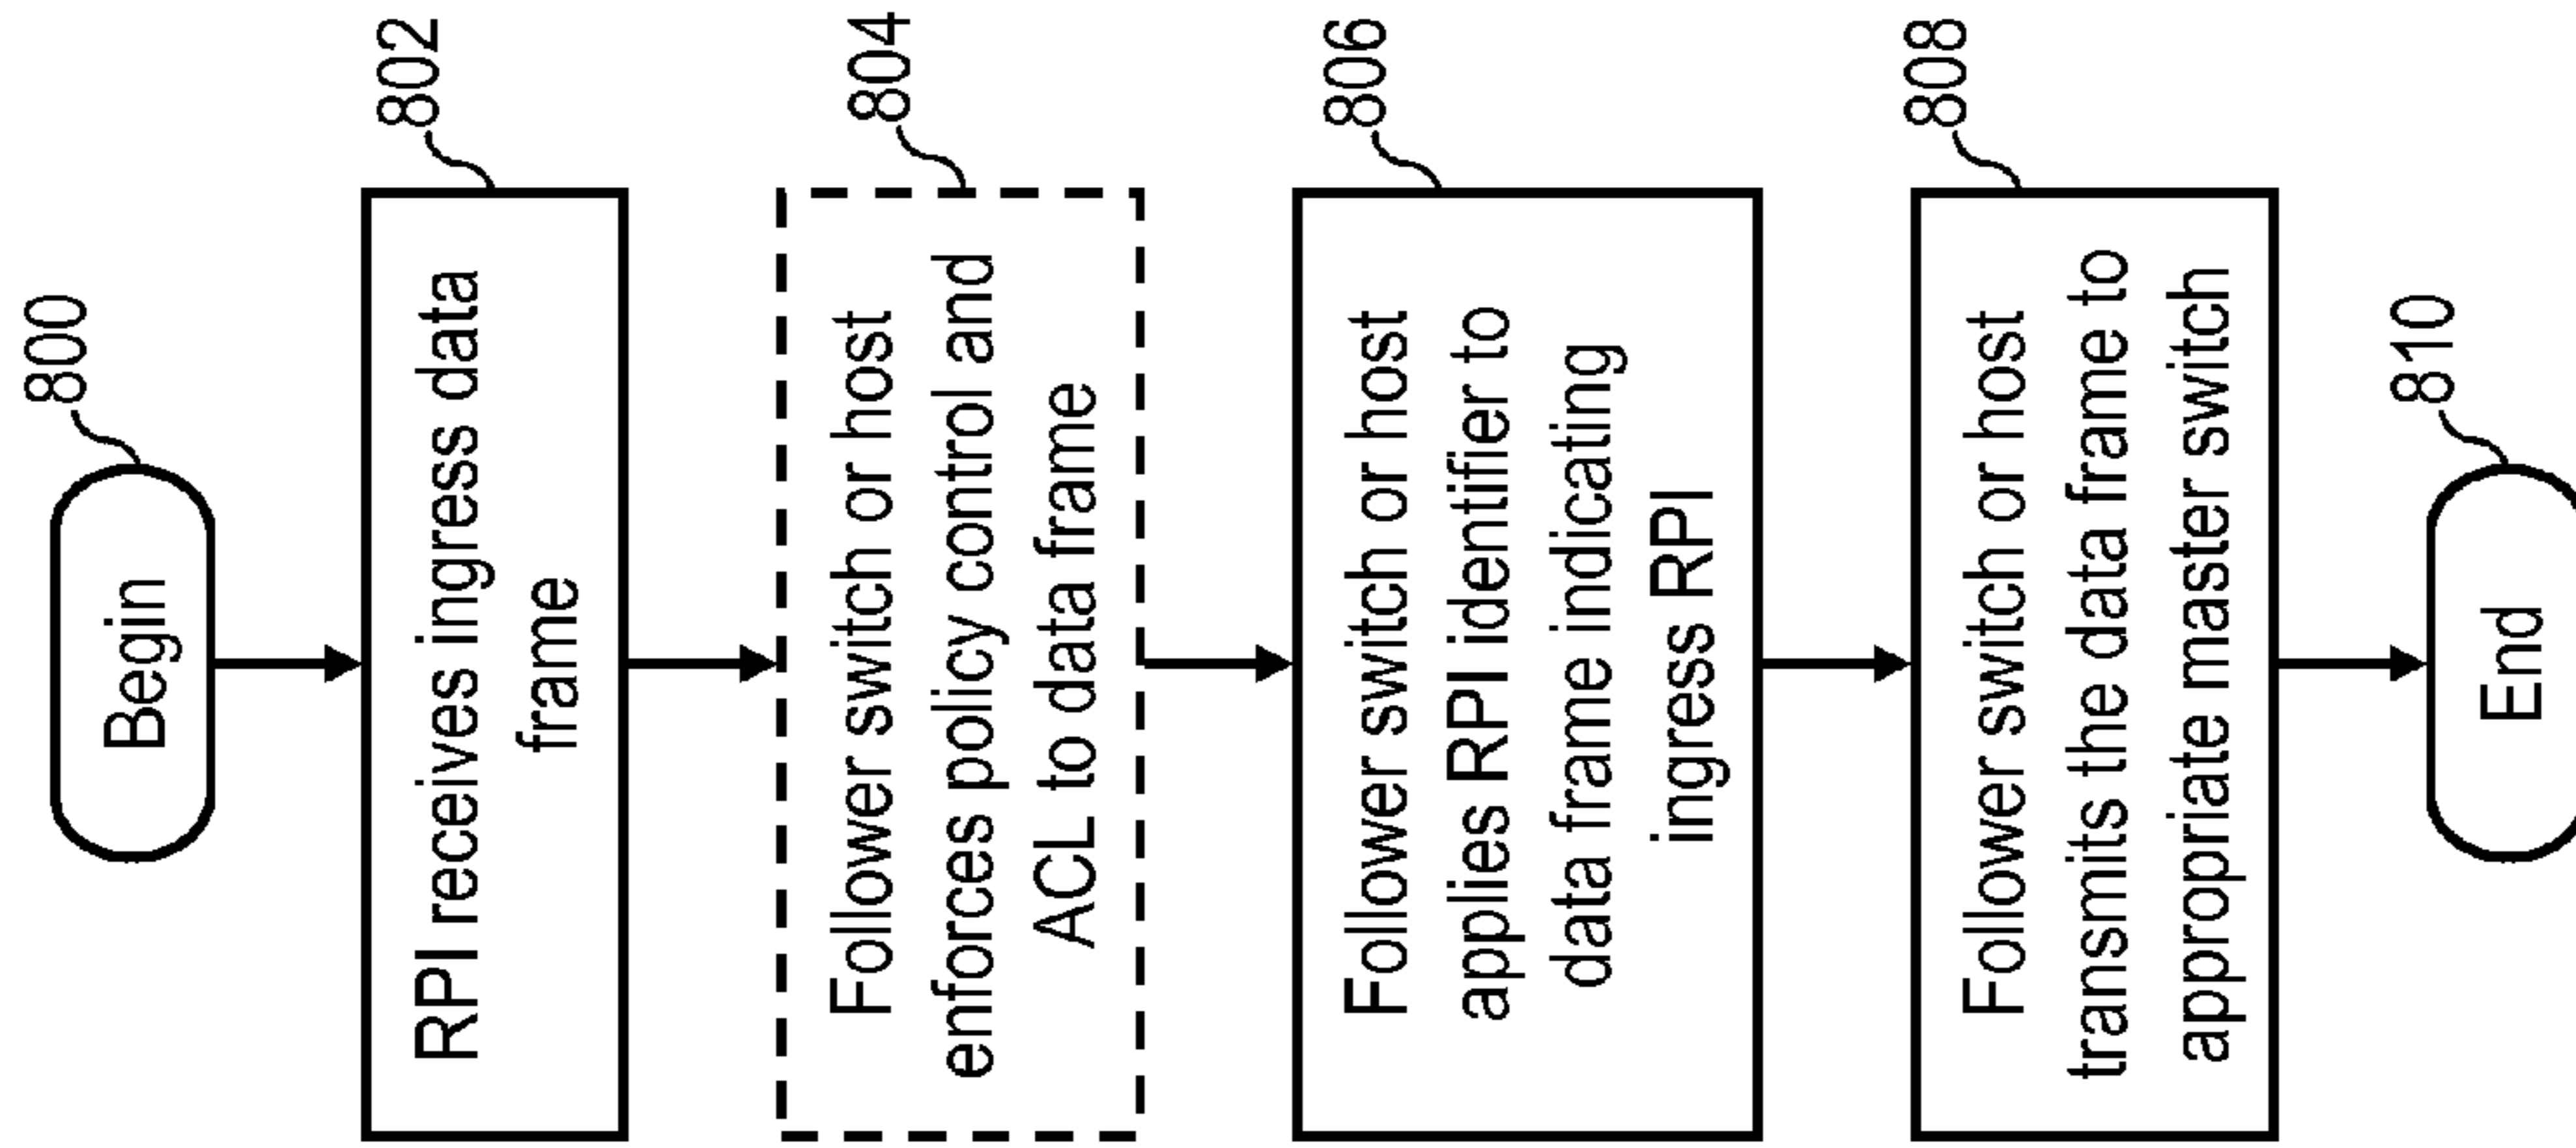 800
Begin
802
RPI receives ingress data
frame
804
Follower switch or host
enforces policy control and
ACL to data frame
806
Follower switch or host
applies RPI identifier to
data frame indicating
ingress RPI
808
Follower switch or host
transmits the data frame to
appropriate master switch
810
End